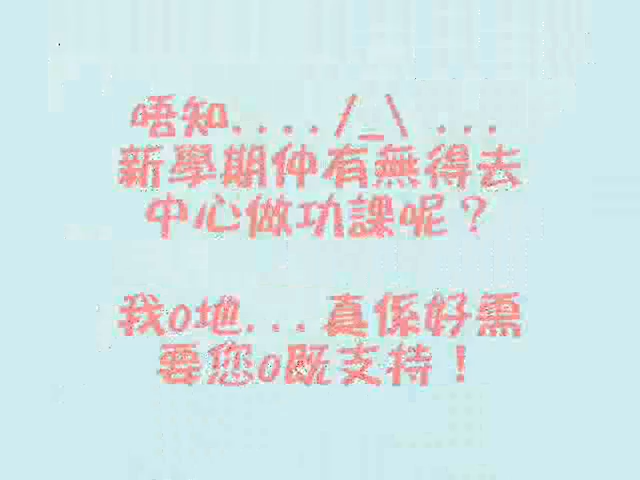 唔知..../_\ ...
新學期仲有無得去
中心做功課呢？
我o地...真係好需
要您o既支持！